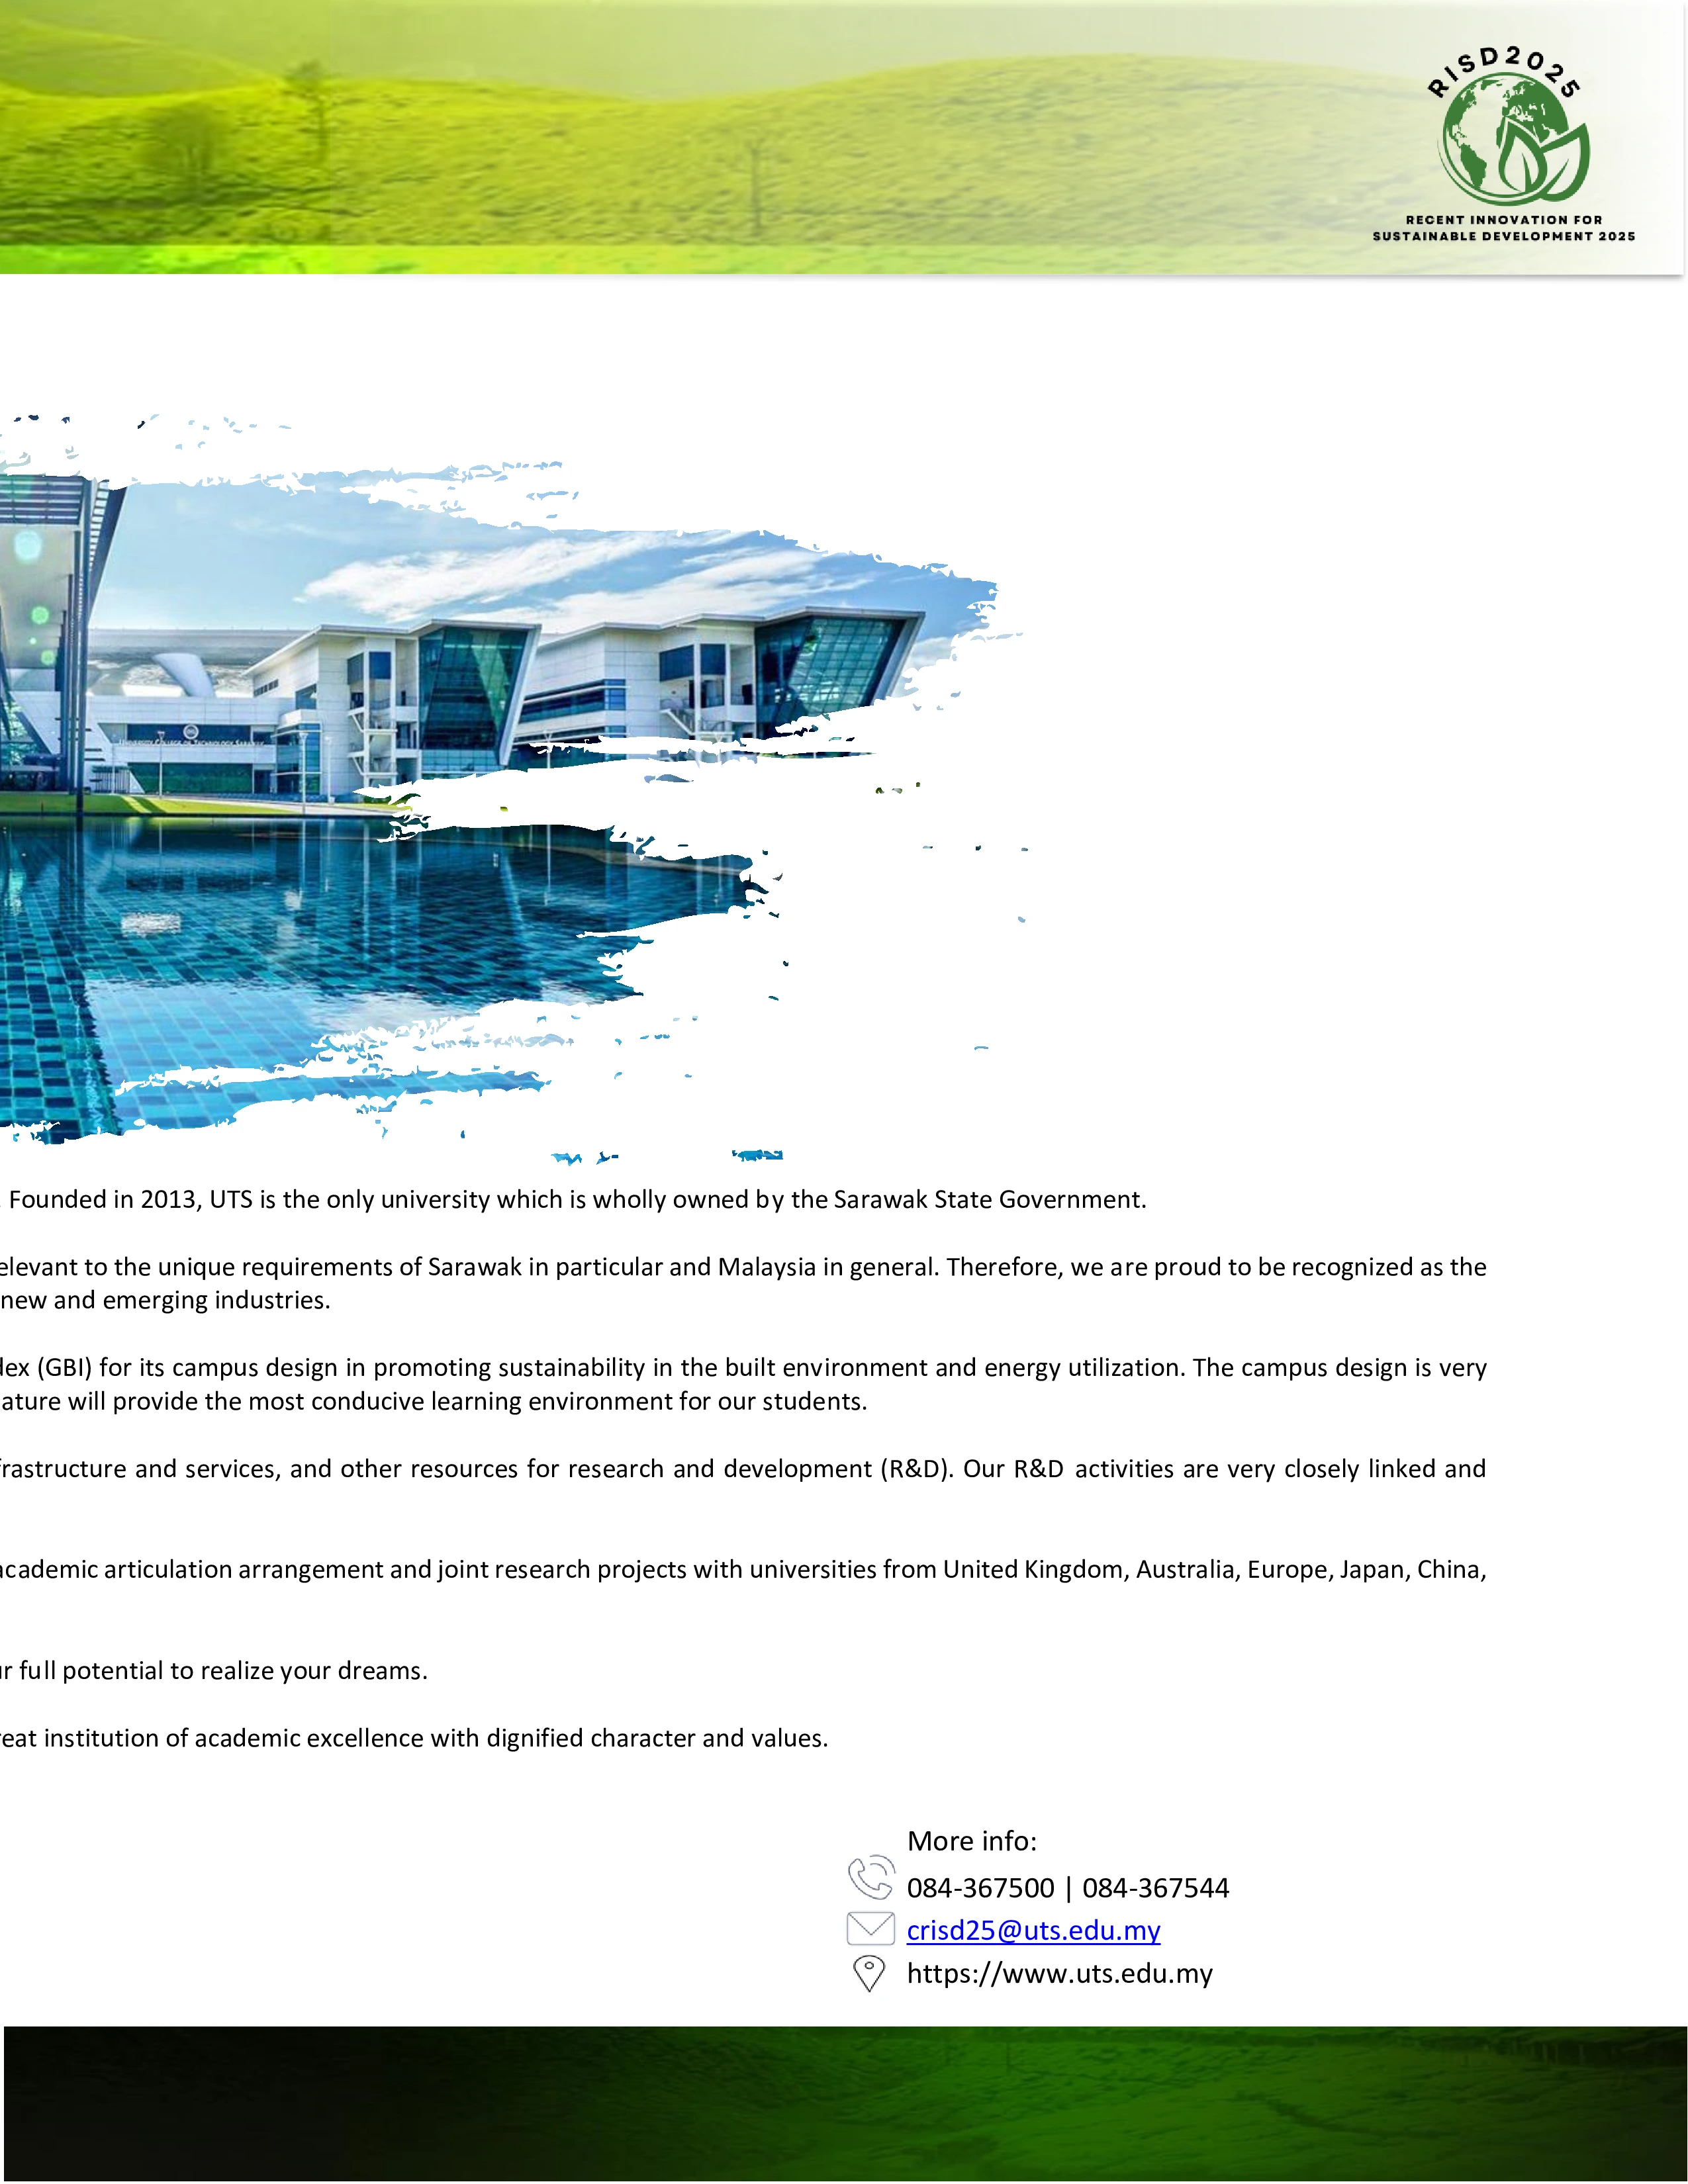 RISD2025
RECENT INNOVATION FOR
SUSTAINABLE DEVELOPMENT 2025
UNIVERSITY COLLEGE OF TECHNOLOGY SARAWAK
Founded in 2013, UTS is the only university which is wholly owned by the Sarawak State Government.
elevant to the unique requirements of Sarawak in particular and Malaysia in general. Therefore, we are proud to be recognized as the
new and emerging industries.
dex (GBI) for its campus design in promoting sustainability in the built environment and energy utilization. The campus design is very
ature will provide the most conducive learning environment for our students.
frastructure and services, and other resources for research and development (R&D). Our R&D activities are very closely linked and
academic articulation arrangement and joint research projects with universities from United Kingdom, Australia, Europe, Japan, China,
ur full potential to realize your dreams.
reat institution of academic excellence with dignified character and values.
More info:
084-367500 | 084-367544
crisd25@uts.edu.my
https://www.uts.edu.my